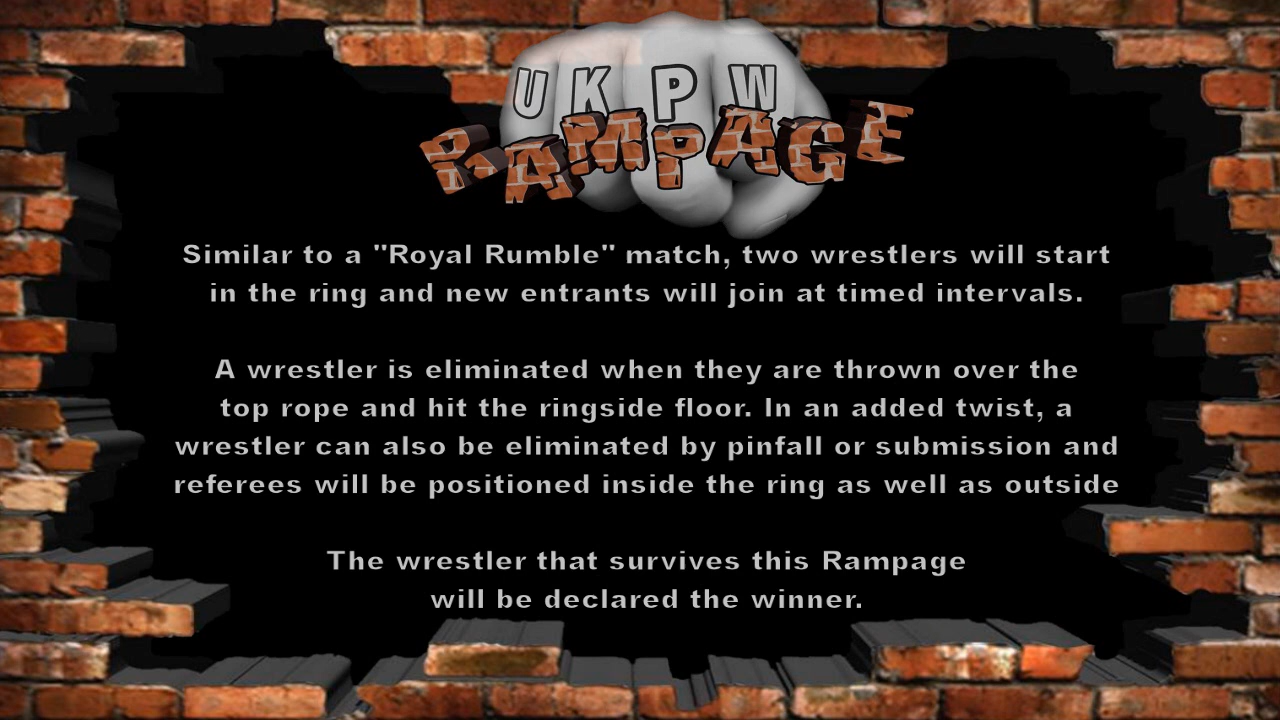 UKPW
RAMPAGE
Similar to a "Royal Rumble" match, two wrestlers will start
in the ring and new entrants will join at timed intervals.
A wrestler is eliminated when they are thrown over the
top rope and hit the ringside floor. In an added twist, a
wrestler can also be eliminated by pinfall or submission and
referees will be positioned inside the ring as well as outside
The wrestler that survives this Rampage
will be declared the winner.